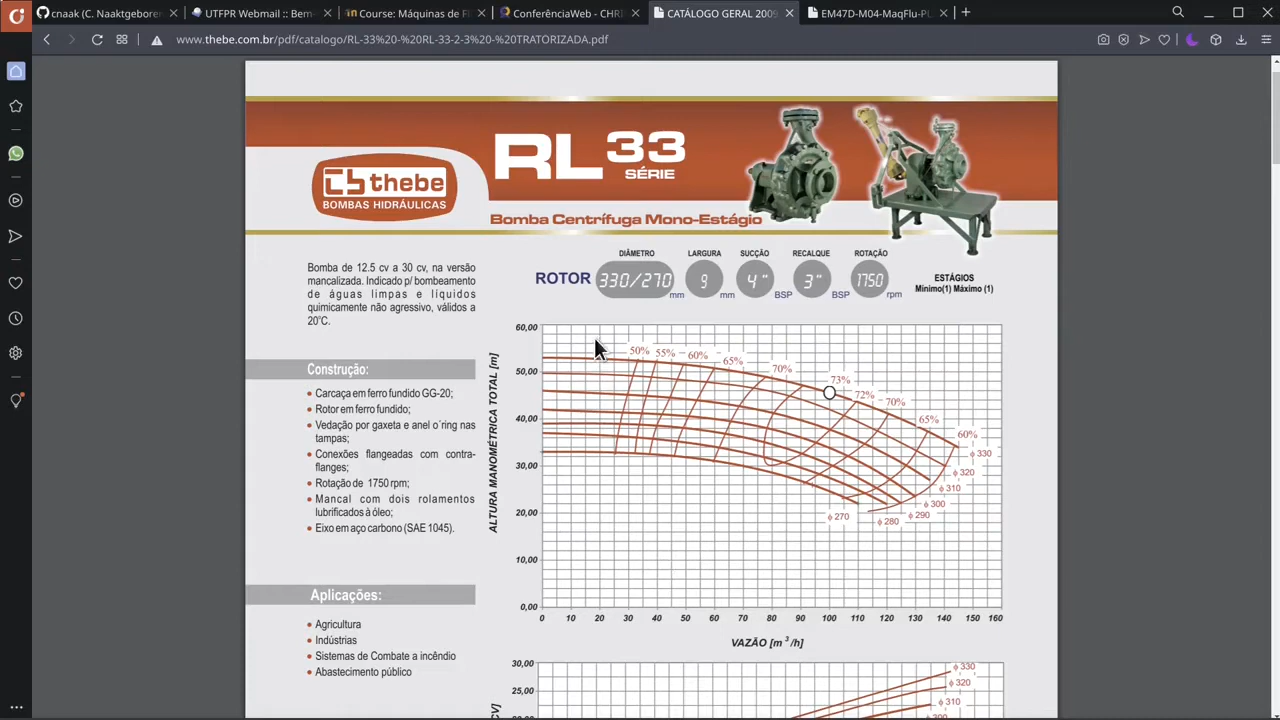 cnaak (C. Naaktgeboren
UTFPR Webmail :: Bem-
Course: Máquinas de Fl
ConferênciaWeb - CHRI
CATÁLOGO GERAL 2009
EM47D-M04-MaqFlu-PL
www.thebe.com.br/pdf/catalogo/RL-33%20-%20RL-33-2-3%20-%20TRATORIZADA.pdf
RL 33
SÉRIE
thebe
BOMBAS HIDRÁULICAS
Bomba Centrífuga Mono-Estágio
DIÂMETRO LARGURA SUCÇÃO RECALQUE ROTAÇÃO
ROTOR 330/270 mm 9 mm 4" BSP 3" BSP 1750 rpm
ESTÁGIOS
Mínimo(1) Máximo (1)
Bomba de 12.5 cv a 30 cv, na versão
mancalizada. Indicado p/ bombeamento
de águas limpas e líquidos
quimicamente não agressivo, válidos a
20°C.
Construção:
Carcaça em ferro fundido GG-20;
Rotor em ferro fundido;
Vedação por gaxeta e anel o´ring nas
tampas;
Conexões flangeadas com contra-
flanges;
Rotação de 1750 rpm;
Mancal com dois rolamentos
lubrificados à óleo;
Eixo em aço carbono (SAE 1045).
Aplicações:
Agricultura
Indústrias
Sistemas de Combate a incêndio
Abastecimento público
ALTURA MANOMÉTRICA TOTAL [m]
60,00
50,00
40,00
30,00
20,00
10,00
0,00
50% 55% 60% 65% 70% 73% 72% 70% 65% 60%
ϕ 330
ϕ 320
ϕ 310
ϕ 300
ϕ 290
ϕ 280
ϕ 270
0 10 20 30 40 50 60 70 80 90 100 110 120 130 140 150 160
VAZÃO [m³/h]
30,00
25,00
CV]
ϕ 330
ϕ 320
ϕ 310